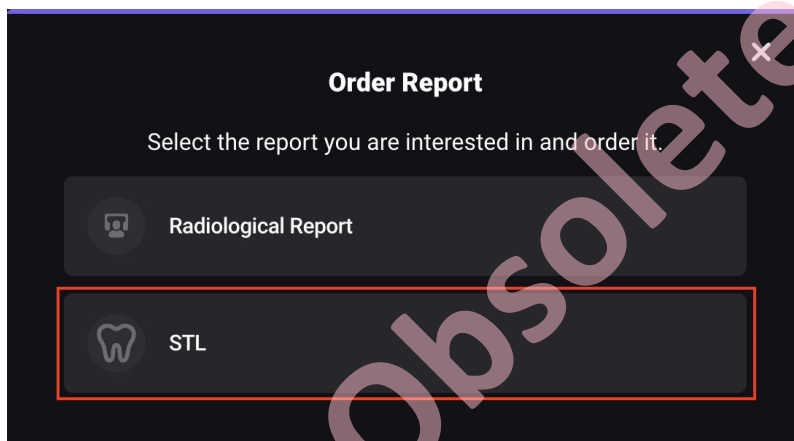 Order Report
Select the report you are interested in and order it.
Radiological Report
STL
Obsolete